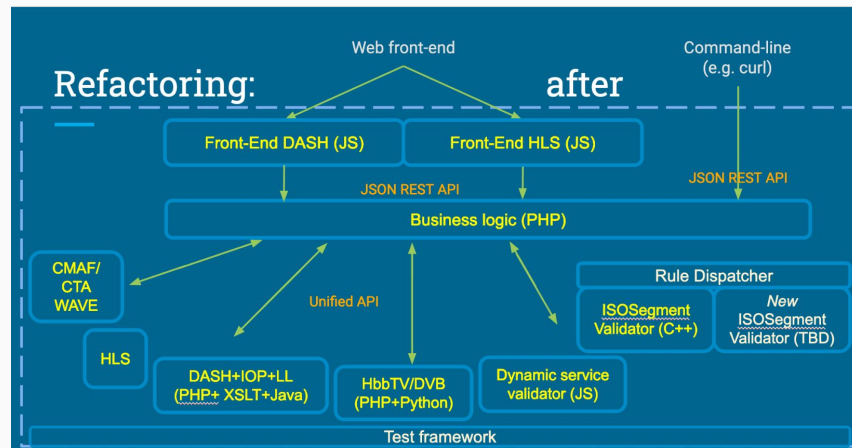 Web front-end
Command-line
(e.g. curl)
Refactoring: after
Front-End DASH (JS)
Front-End HLS (JS)
JSON REST API
JSON REST API
Business logic (PHP)
CMAF/
CTA
WAVE
Unified API
Rule Dispatcher
ISOSegment
Validator (C++)
New
ISOSegment
Validator (TBD)
HLS
DASH+IOP+LL
(PHP+ XSLT+Java)
HbbTV/DVB
(PHP+Python)
Dynamic service
validator (JS)
Test framework